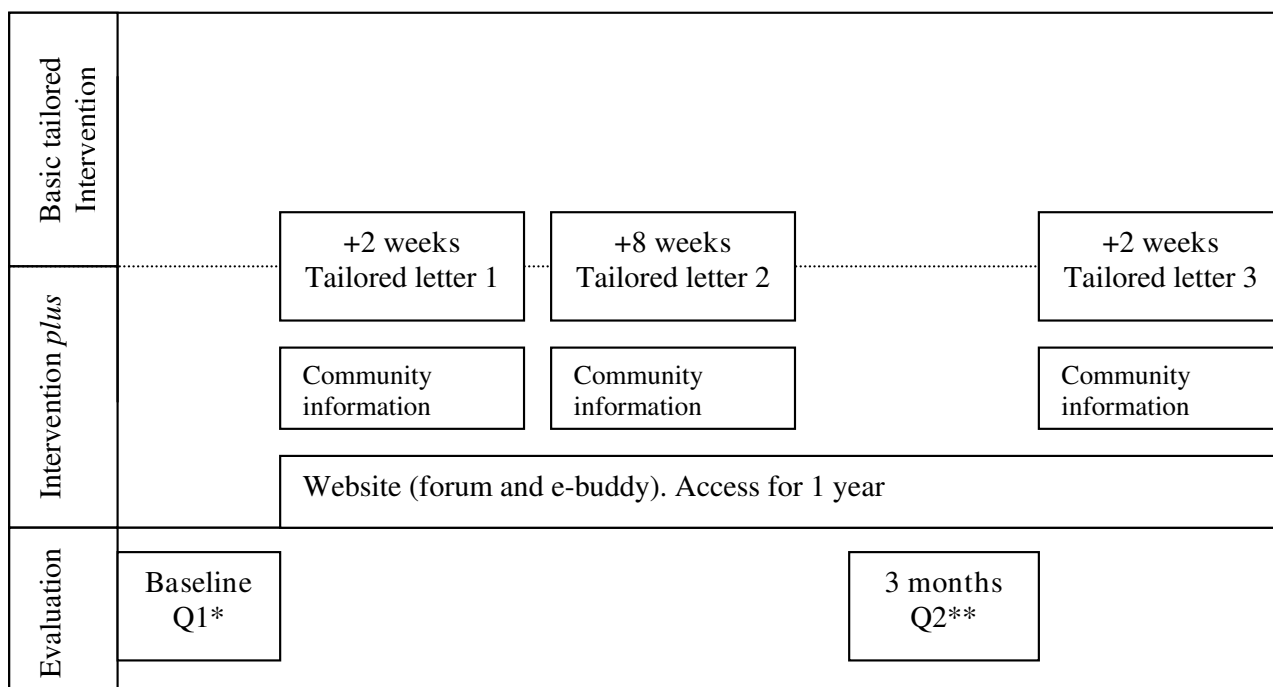 Basic tailored
Intervention
+2 weeks
Tailored letter 1
+8 weeks
Tailored letter 2
+2 weeks
Tailored letter 3
Intervention plus
Community
information
Community
information
Community
information
Website (forum and e-buddy). Access for 1 year
Evaluation
Baseline
Q1*
3 months
Q2**